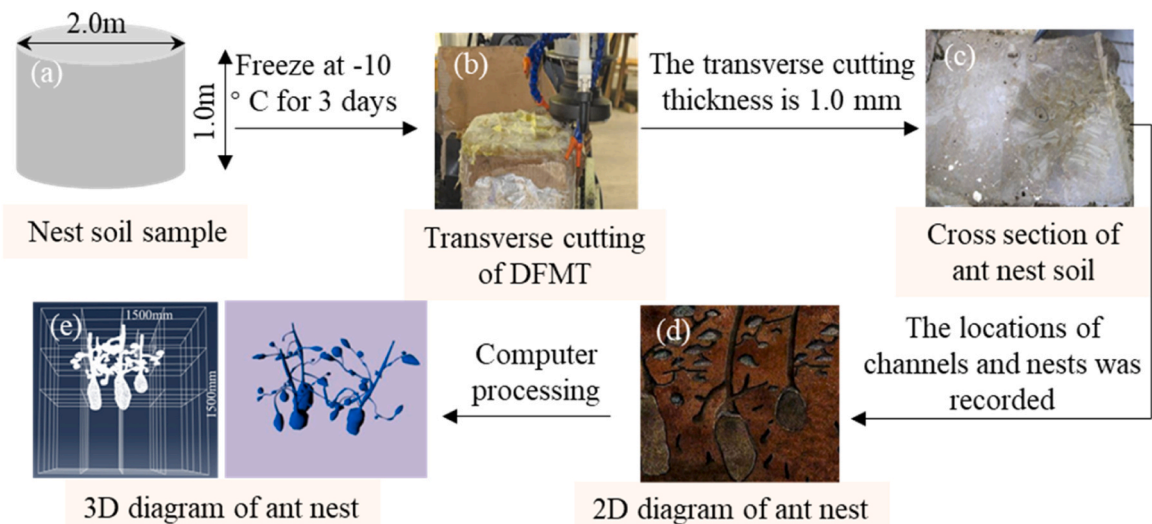 2.0m
(a)
1.0m
Freeze at -10
° C for 3 days
(b)
The transverse cutting
thickness is 1.0 mm
(c)
Nest soil sample
Transverse cutting
of DFMT
Cross section of
ant nest soil
(e)
1500mm
1500mm
Computer
processing
(d)
The locations of
channels and nests was
recorded
3D diagram of ant nest
2D diagram of ant nest